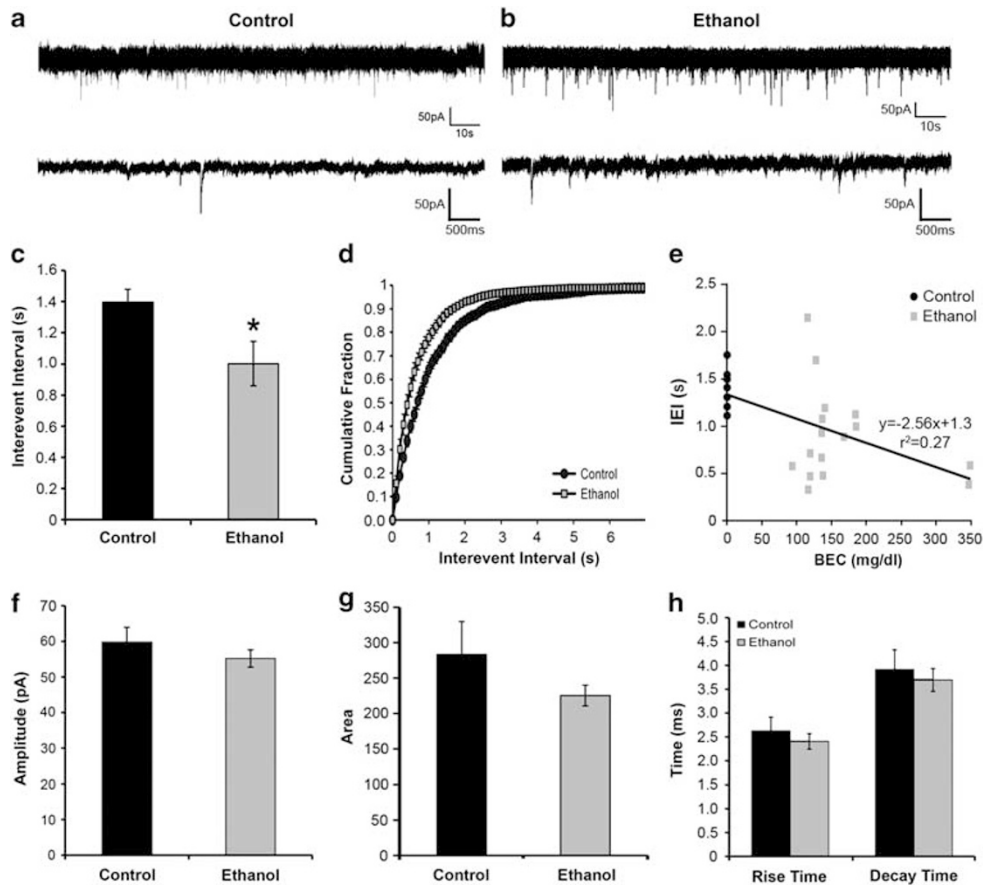 a
Control
50pA
10s
50pA
500ms
b
Ethanol
50pA
10s
50pA
500ms
c
Interevent Interval (s)
1.6
1.4
1.2
1.0
0.8
0.6
0.4
0.2
0
*
Control
Ethanol
d
Cumulative Fraction
1
0.9
0.8
0.7
0.6
0.5
0.4
0.3
0.2
0.1
0.0
0
1
2
3
4
5
6
Interevent Interval (s)
Control
Ethanol
e
IEI (s)
2.5
2.0
1.5
1.0
0.5
0
Control
Ethanol
y=-2.56x+1.3
r²=0.27
0
50
100
150
200
250
300
350
BEC (mg/dl)
f
Amplitude (pA)
70
60
50
40
30
20
10
0
Control
Ethanol
g
Area
350
300
250
200
150
100
50
0
Control
Ethanol
h
Time (ms)
5.0
4.5
4.0
3.5
3.0
2.5
2.0
1.5
1.0
0.5
0
Control
Ethanol
Rise Time
Decay Time